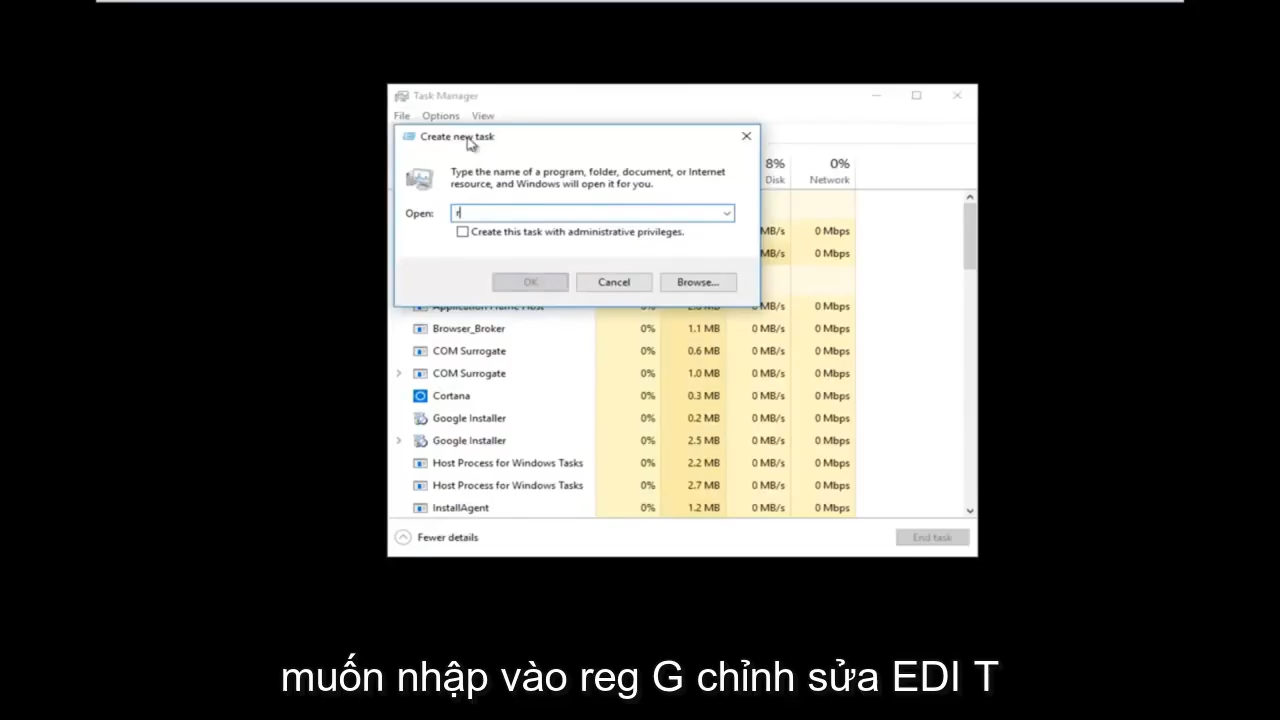 Task Manager
File Options View
Create new task
Type the name of a program, folder, document, or Internet
resource, and Windows will open it for you.
Open: r
Create this task with administrative privileges.
OK Cancel Browse...
8% 0%
Disk Network
MB/s 0 Mbps
MB/s 0 Mbps
Application Frame Host 0% MB 0 MB/s 0 Mbps
Browser_Broker 0% 1.1 MB 0 MB/s 0 Mbps
COM Surrogate 0% 0.6 MB 0 MB/s 0 Mbps
COM Surrogate 0% 1.0 MB 0 MB/s 0 Mbps
Cortana 0% 0.3 MB 0 MB/s 0 Mbps
Google Installer 0% 0.2 MB 0 MB/s 0 Mbps
Google Installer 0% 2.5 MB 0 MB/s 0 Mbps
Host Process for Windows Tasks 0% 2.2 MB 0 MB/s 0 Mbps
Host Process for Windows Tasks 0% 2.7 MB 0 MB/s 0 Mbps
InstallAgent 0% 1.2 MB 0 MB/s 0 Mbps
Fewer details End task
muốn nhập vào reg G chỉnh sửa EDI T